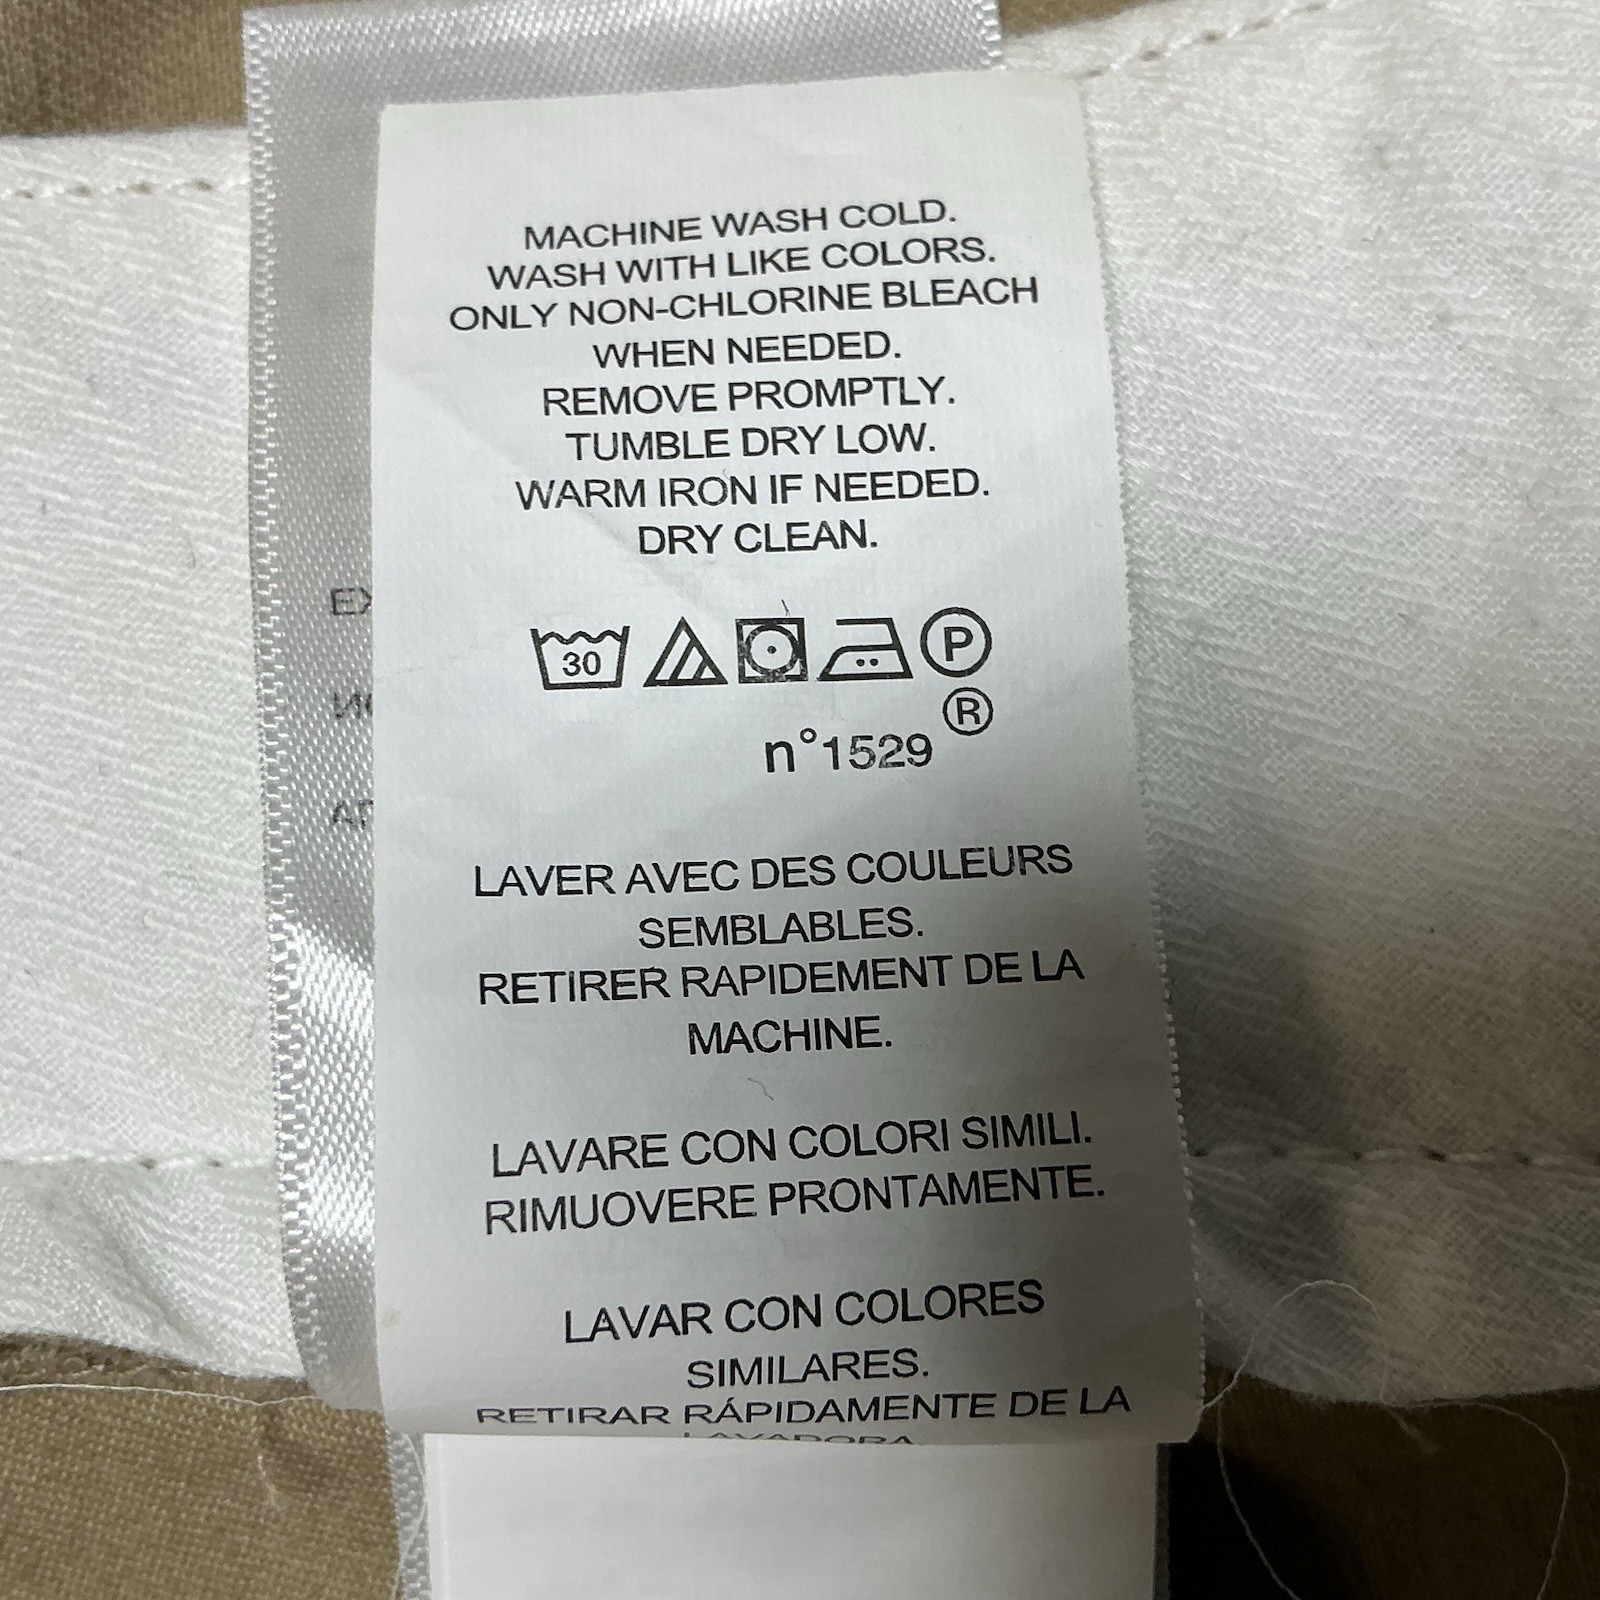 MACHINE WASH COLD.
WASH WITH LIKE COLORS.
ONLY NON-CHLORINE BLEACH
WHEN NEEDED.
REMOVE PROMPTLY.
TUMBLE DRY LOW.
WARM IRON IF NEEDED.
DRY CLEAN.
30
P
R
n°1529
LAVER AVEC DES COULEURS
SEMBLABLES.
RETIRER RAPIDEMENT DE LA
MACHINE.
LAVARE CON COLORI SIMILI.
RIMUOVERE PRONTAMENTE.
LAVAR CON COLORES
SIMILARES.
RETIRAR RÁPIDAMENTE DE LA
LAVADORA